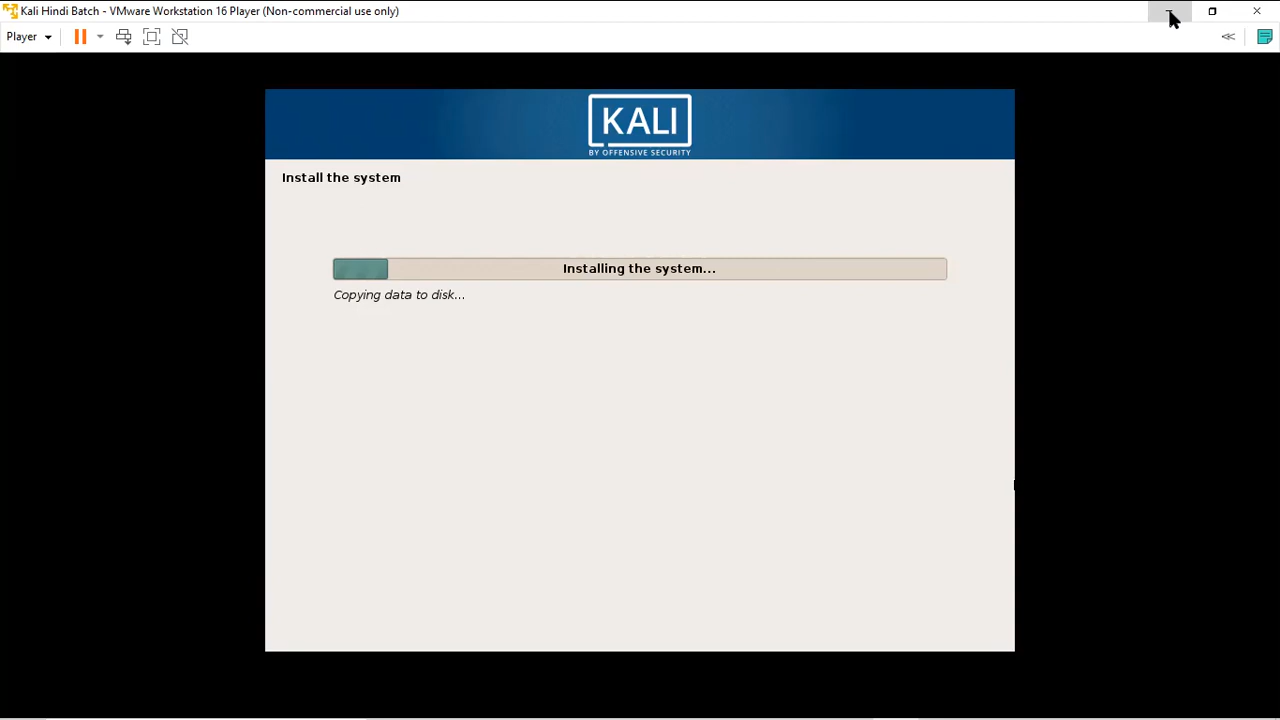 Kali Hindi Batch - VMware Workstation 16 Player (Non-commercial use only)
Player
KALI
BY OFFENSIVE SECURITY
Install the system
Installing the system...
Copying data to disk...